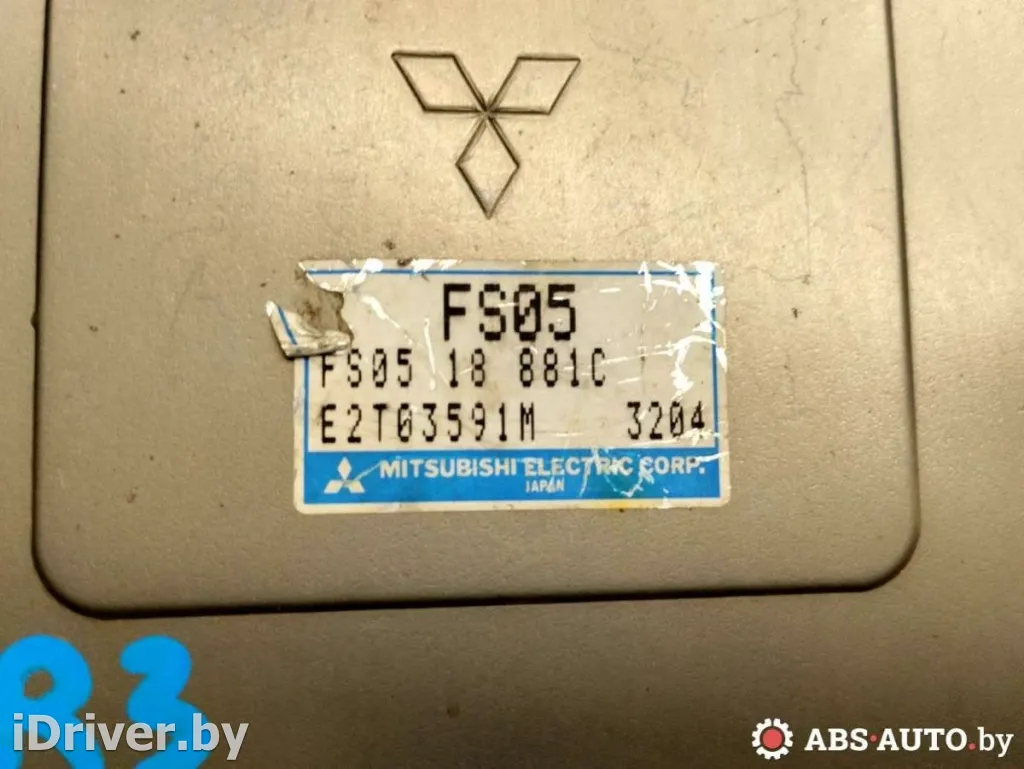 FS05
FS05 18 881C
E2T03591M 3204
MITSUBISHI ELECTRIC CORP.
JAPAN
R3
iDriver.by
ABS-AUTO.by